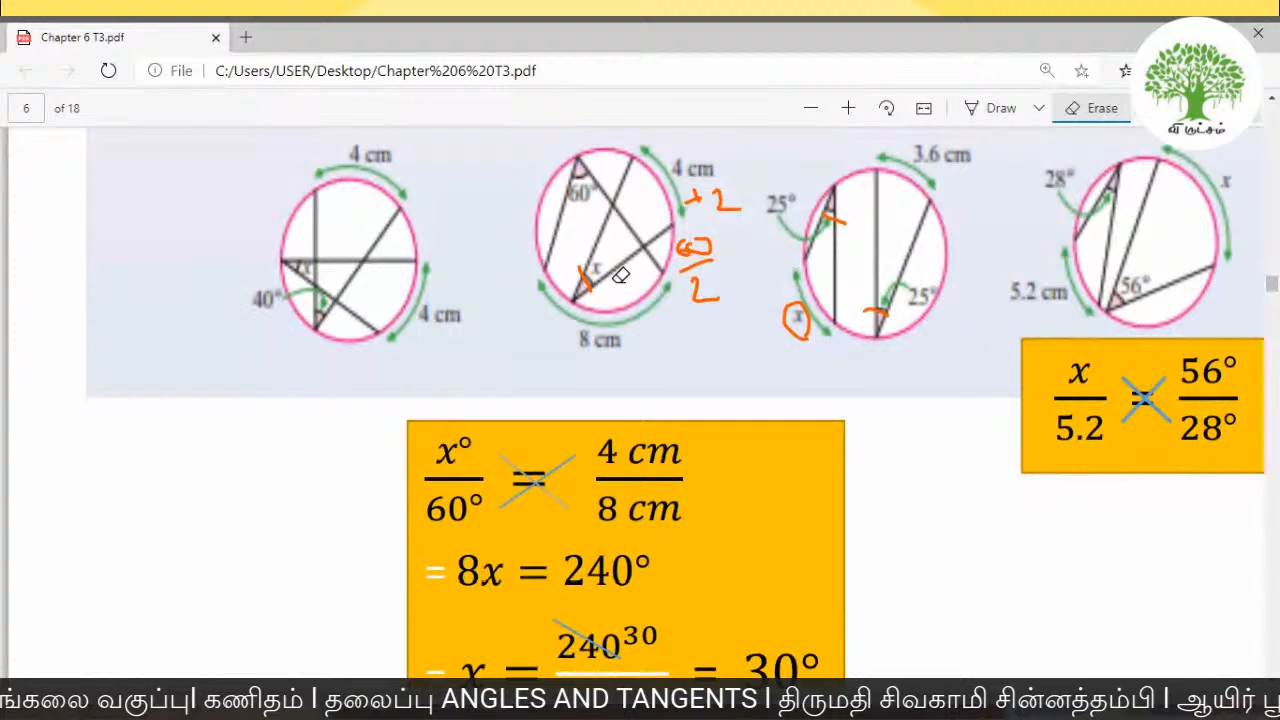 Chapter 6 T3.pdf
File C:/Users/USER/Desktop/Chapter%206%20T3.pdf
6 of 18 Draw Erase
விருட்சம்
4 cm
x
40°
4 cm
60°
4 cm
÷ 2
x
60/2
8 cm
3.6 cm
25°
25°
x
28°
x
5.2 cm
56°
x/5.2 = 56°/28°
x°/60° = 4 cm/8 cm
= 8x = 240°
= x = 240³⁰ = 30°
ங்கலை வகுப்பு| கணிதம் | தலைப்பு ANGLES AND TANGENTS | திருமதி சிவகாமி சின்னத்தம்பி | ஆயிர் பூ